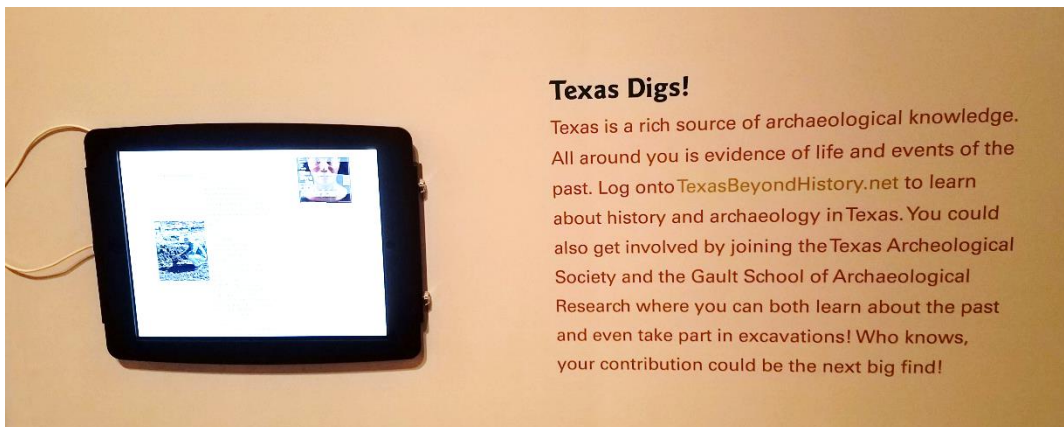 Texas Digs!
Texas is a rich source of archaeological knowledge.
All around you is evidence of life and events of the
past. Log onto TexasBeyondHistory.net to learn
about history and archaeology in Texas. You could
also get involved by joining the Texas Archeological
Society and the Gault School of Archaeological
Research where you can both learn about the past
and even take part in excavations! Who knows,
your contribution could be the next big find!